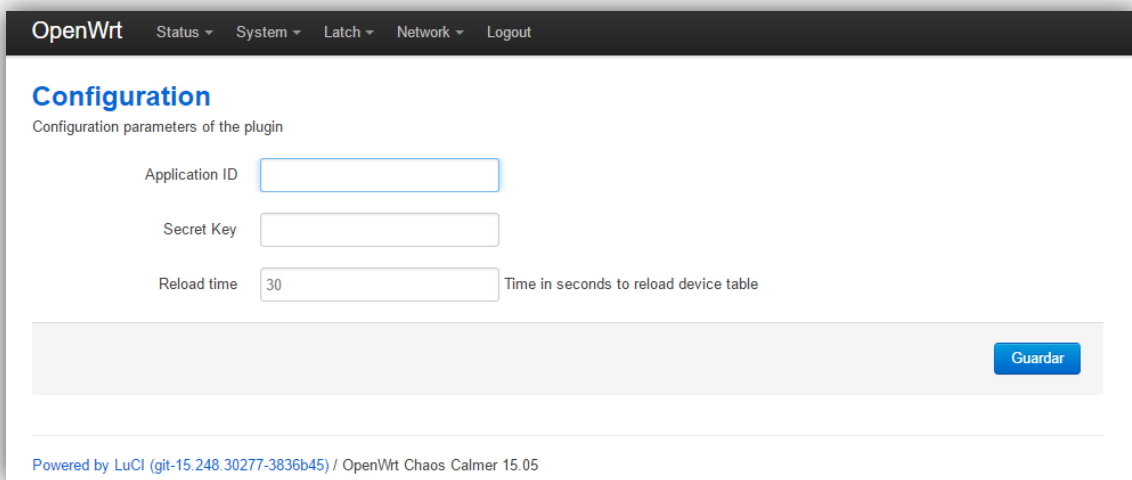 OpenWrt Status System Latch Network Logout
Configuration
Configuration parameters of the plugin
Application ID
Secret Key
Reload time 30 Time in seconds to reload device table
Guardar
Powered by LuCI (git-15.248.30277-3836b45) / OpenWrt Chaos Calmer 15.05